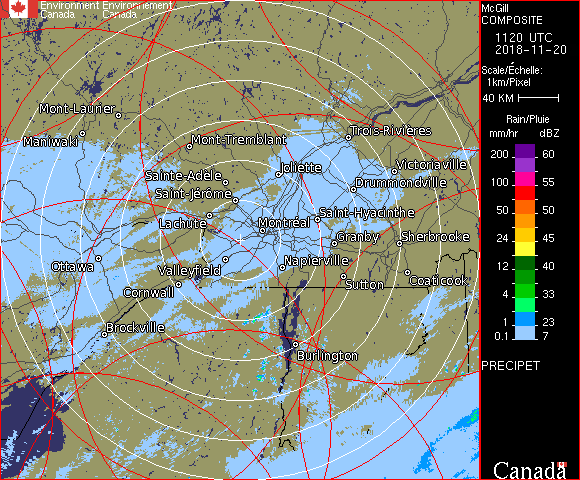 Environment Environnement
Canada Canada
McGill
COMPOSITE
1120 UTC
2018-11-20
Scale/Échelle:
1km/Pixel
40 KM
Rain/Pluie
mm/hr dBZ
200 60
100 55
50 50
24 45
12 40
4 33
1 23
0.1 7
PRECIPET
Canada
Mont-Laurier
Maniwaki
Mont-Tremblant
Trois-Rivières
Joliette
Victoriaville
Sainte-Adèle
Drummondville
Saint-Jérôme
Saint-Hyacinthe
Lachute
Montréal
Granby
Sherbrooke
Ottawa
Valleyfield
Napierville
Cornwall
Sutton
Coaticook
Brockville
Burlington